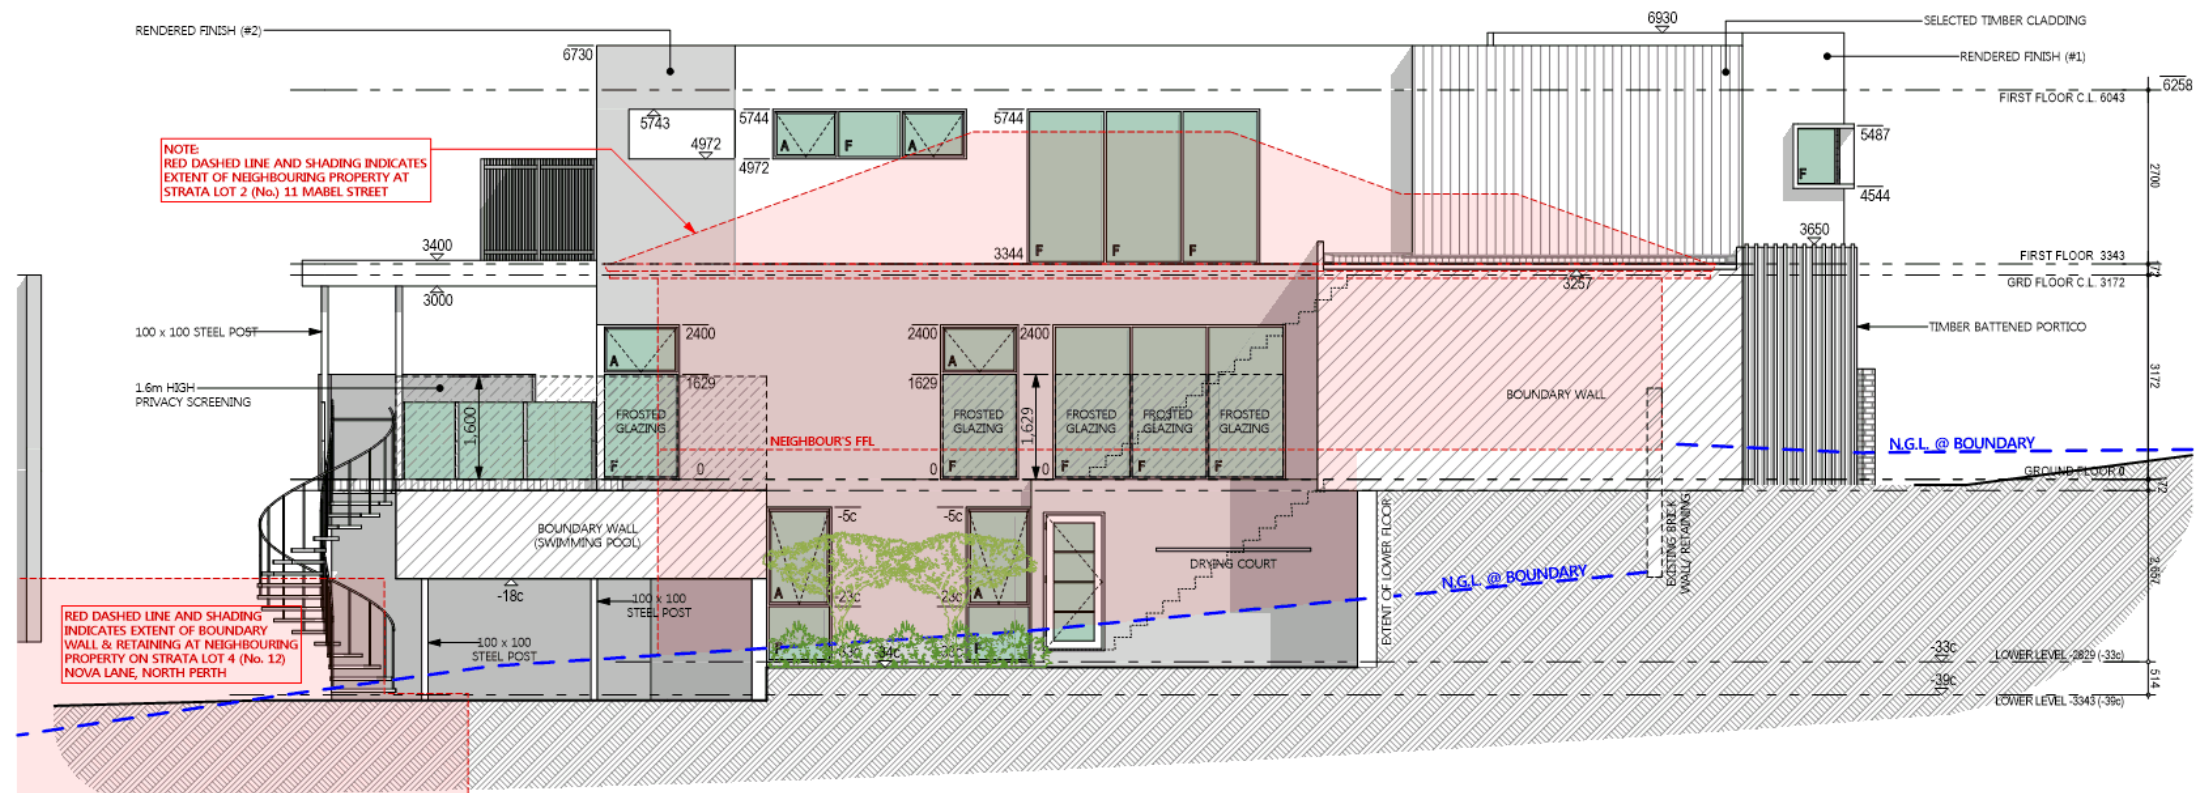 6930
SELECTED TIMBER CLADDING
RENDERED FINISH (#2)
6730
RENDERED FINISH (#1)
6258
FIRST FLOOR C.L. 6043
5743
5744
5744
A
F
A
5487
4972
4972
NOTE:
RED DASHED LINE AND SHADING INDICATES
EXTENT OF NEIGHBOURING PROPERTY AT
STRATA LOT 2 (No.) 11 MABEL STREET
F
4544
2700
3400
3344
F
F
F
3650
FIRST FLOOR 3343
172
GRD FLOOR C.L. 3172
3000
3257
100 x 100 STEEL POST
A
2400
2400
A
2400
TIMBER BATTENED PORTICO
1.6m HIGH
PRIVACY SCREENING
1629
1629
3172
BOUNDARY WALL
1,600
FROSTED
GLAZING
FROSTED
GLAZING
1,629
FROSTED
GLAZING
FROSTED
GLAZING
FROSTED
GLAZING
NEIGHBOUR'S FFL
N.G.L. @ BOUNDARY
F
0
0
F
0
F
F
F
GROUND FLOOR 0
172
BOUNDARY WALL
(SWIMMING POOL)
-5c
-5c
EXTENT OF LOWER FLOOR
EXISTING BRICK
WALL/ RETAINING
DRYING COURT
N.G.L. @ BOUNDARY
2,657
-18c
100 x 100
STEEL POST
A
-23c
-23c
A
RED DASHED LINE AND SHADING
INDICATES EXTENT OF BOUNDARY
WALL & RETAINING AT NEIGHBOURING
PROPERTY ON STRATA LOT 4 (No. 12)
NOVA LANE, NORTH PERTH
100 x 100
STEEL POST
F
-33c
-34c
F
-33c
LOWER LEVEL -2829 (-33c)
514
-39c
LOWER LEVEL -3343 (-39c)